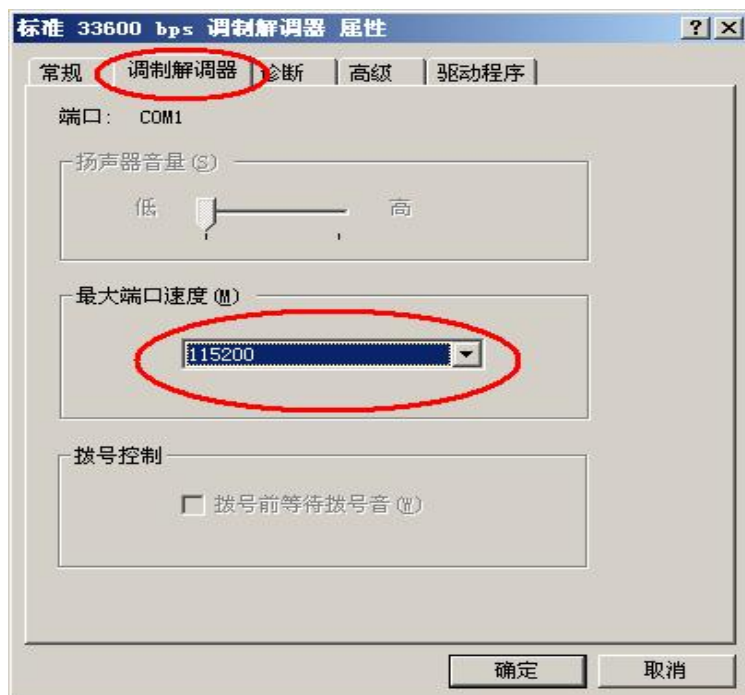 标准 33600 bps 调制解调器 属性
常规 调制解调器 诊断 高级 驱动程序
端口: COM1
扬声器音量(S)
低 高
最大端口速度(M)
115200
拨号控制
拨号前等待拨号音(W)
确定 取消